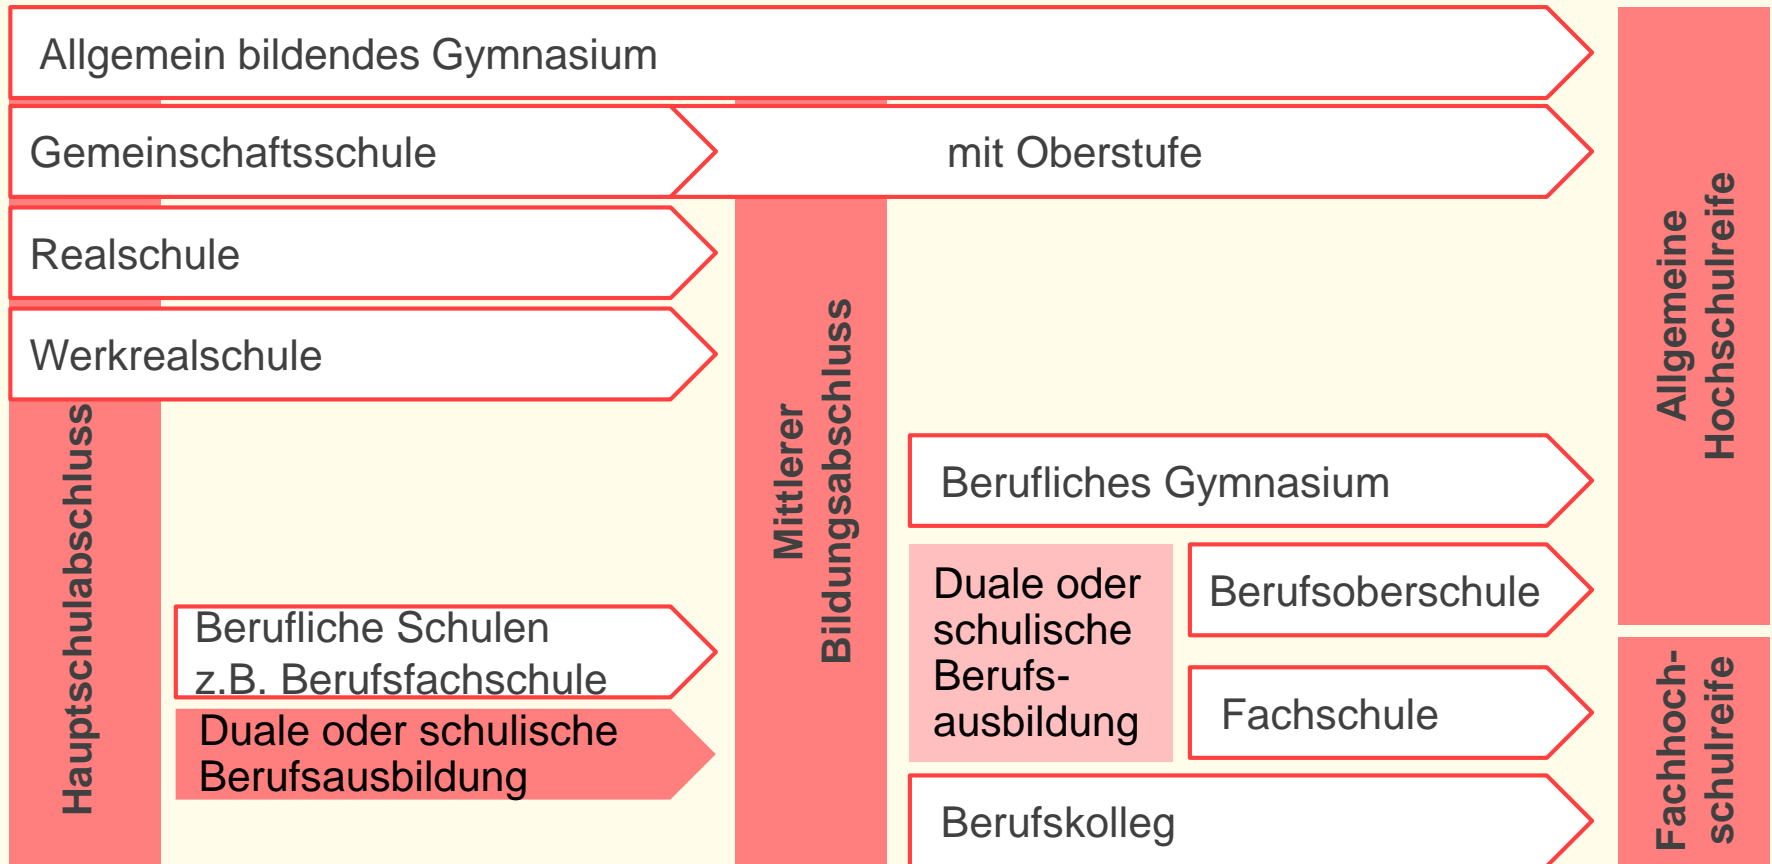 Allgemein bildendes Gymnasium
Gemeinschaftsschule
mit Oberstufe
Realschule
Werkrealschule
Hauptschulabschluss
Berufliche Schulen
z.B. Berufsfachschule
Duale oder schulische
Berufsausbildung
Mittlerer
Bildungsabschluss
Berufliches Gymnasium
Duale oder
schulische
Berufs-
ausbildung
Berufsoberschule
Fachschule
Berufskolleg
Allgemeine
Hochschulreife
Fachhoch-
schulreife